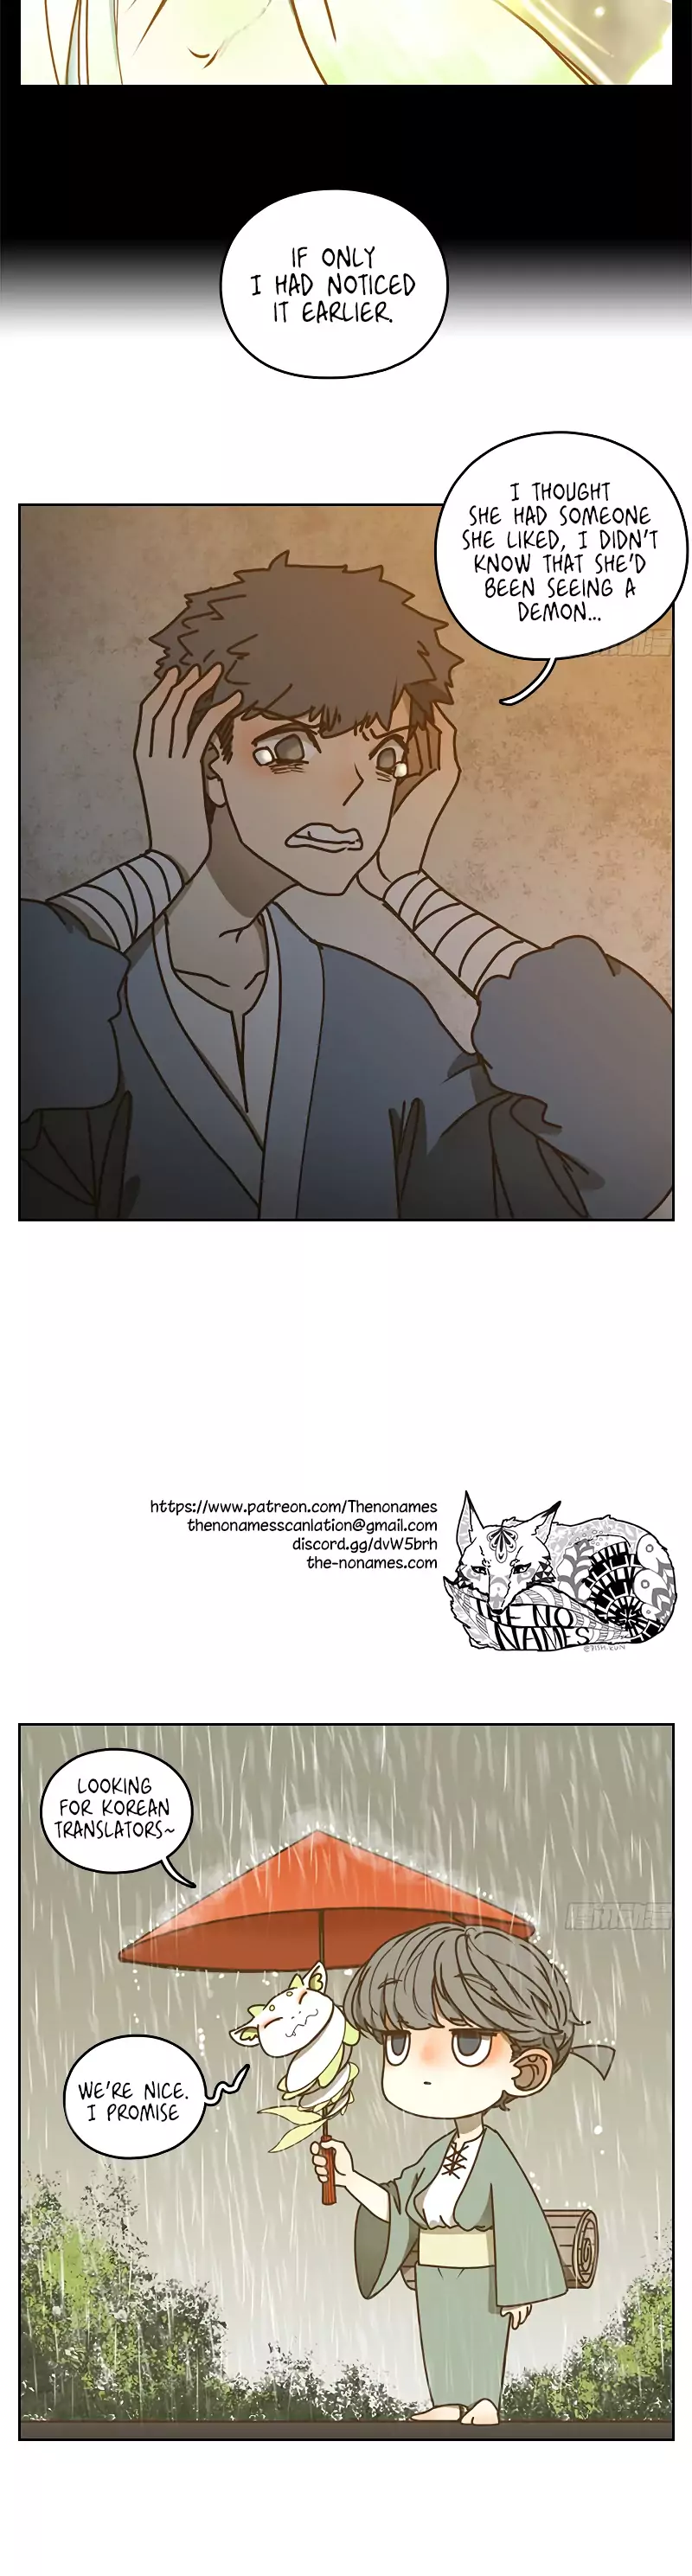 IF ONLY
I HAD NOTICED
IT EARLIER.
I THOUGHT
SHE HAD SOMEONE
SHE LIKED, I DIDN'T
KNOW THAT SHE'D
BEEN SEEING A
DEMON...
https://www.patreon.com/Thenonames
thenonamesscanlation@gmail.com
discord.gg/dvW5brh
the-nonames.com
THE NO
NAMES
LOOKING
FOR KOREAN
TRANSLATORS~
WE'RE NICE.
I PROMISE